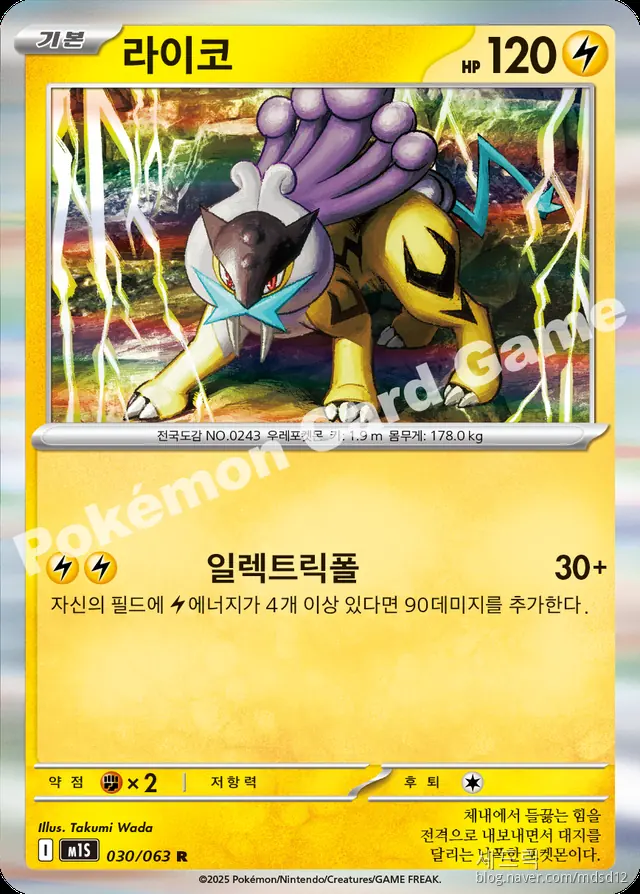 기본 라이코 HP 120
전국도감 NO.0243 우레포켓몬 키: 1.9 m 몸무게: 178.0 kg
Pokémon Card Game
일렉트릭폴 30+
자신의 필드에 에너지가 4개 이상 있다면 90데미지를 추가한다.
약점 ×2 저항력 후퇴
Illus. Takumi Wada
I m1S 030/063 R
체내에서 들끓는 힘을
전격으로 내보내면서 대지를
달리는 난폭한 포켓몬이다.
blog.naver.com/mdsd12
©2025 Pokémon/Nintendo/Creatures/GAME FREAK.